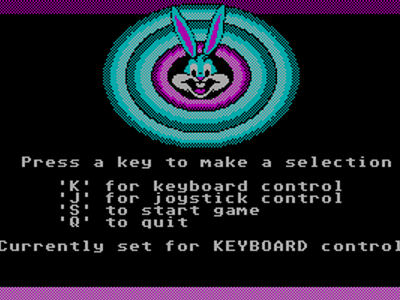 Press a key to make a selection
'K' for keyboard control
'J' for joystick control
'S' to start game
'Q' to quit
Currently set for KEYBOARD control